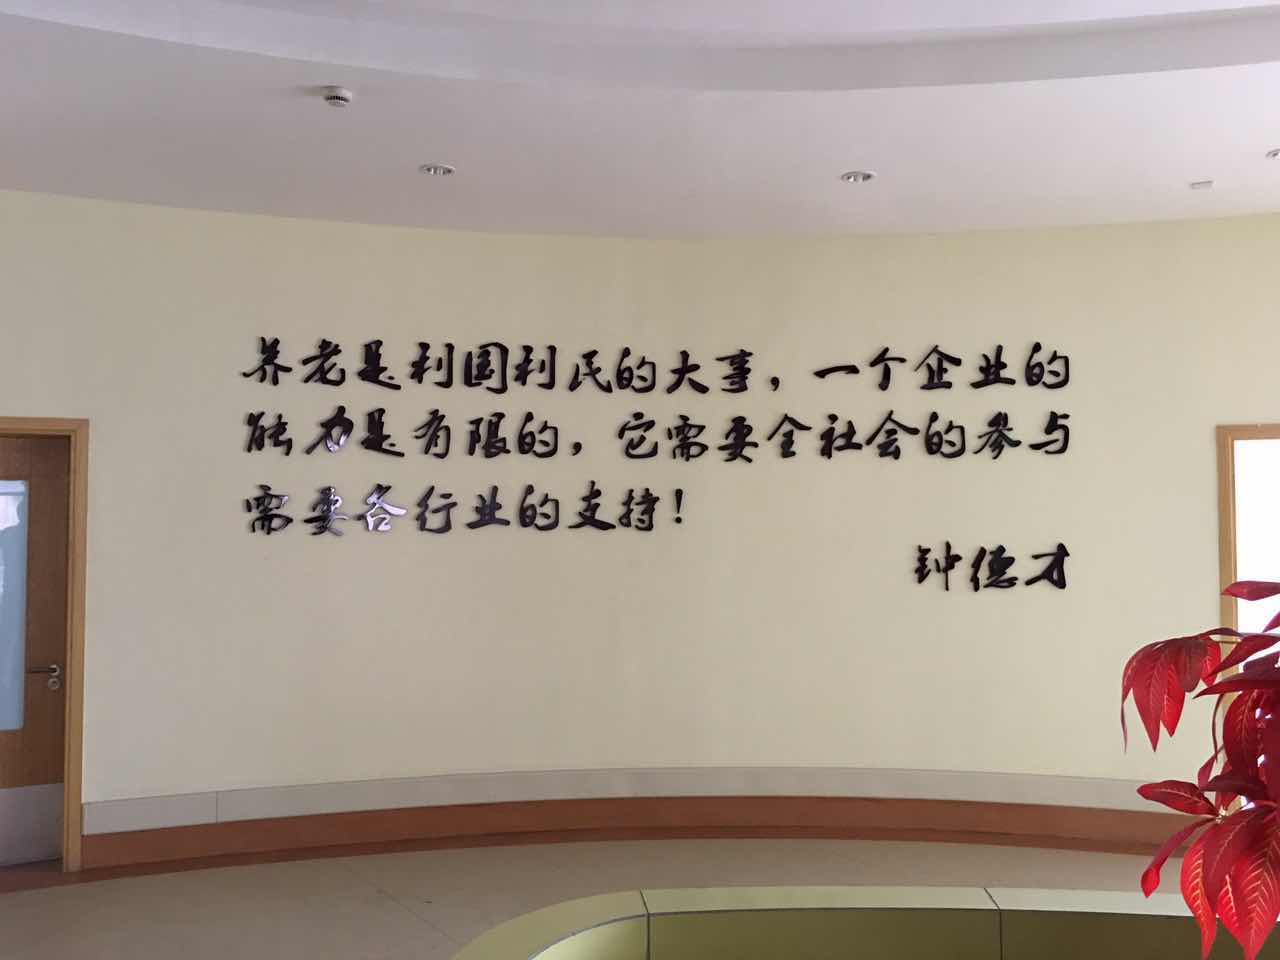 养老是利国利民的大事，一个企业的
能力是有限的，它需要全社会的参与
需要各行业的支持！
钟德才